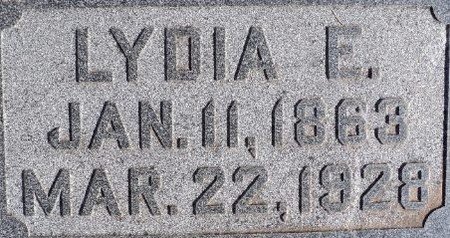 LYDIA E.
JAN. 11, 1863
MAR. 22, 1928